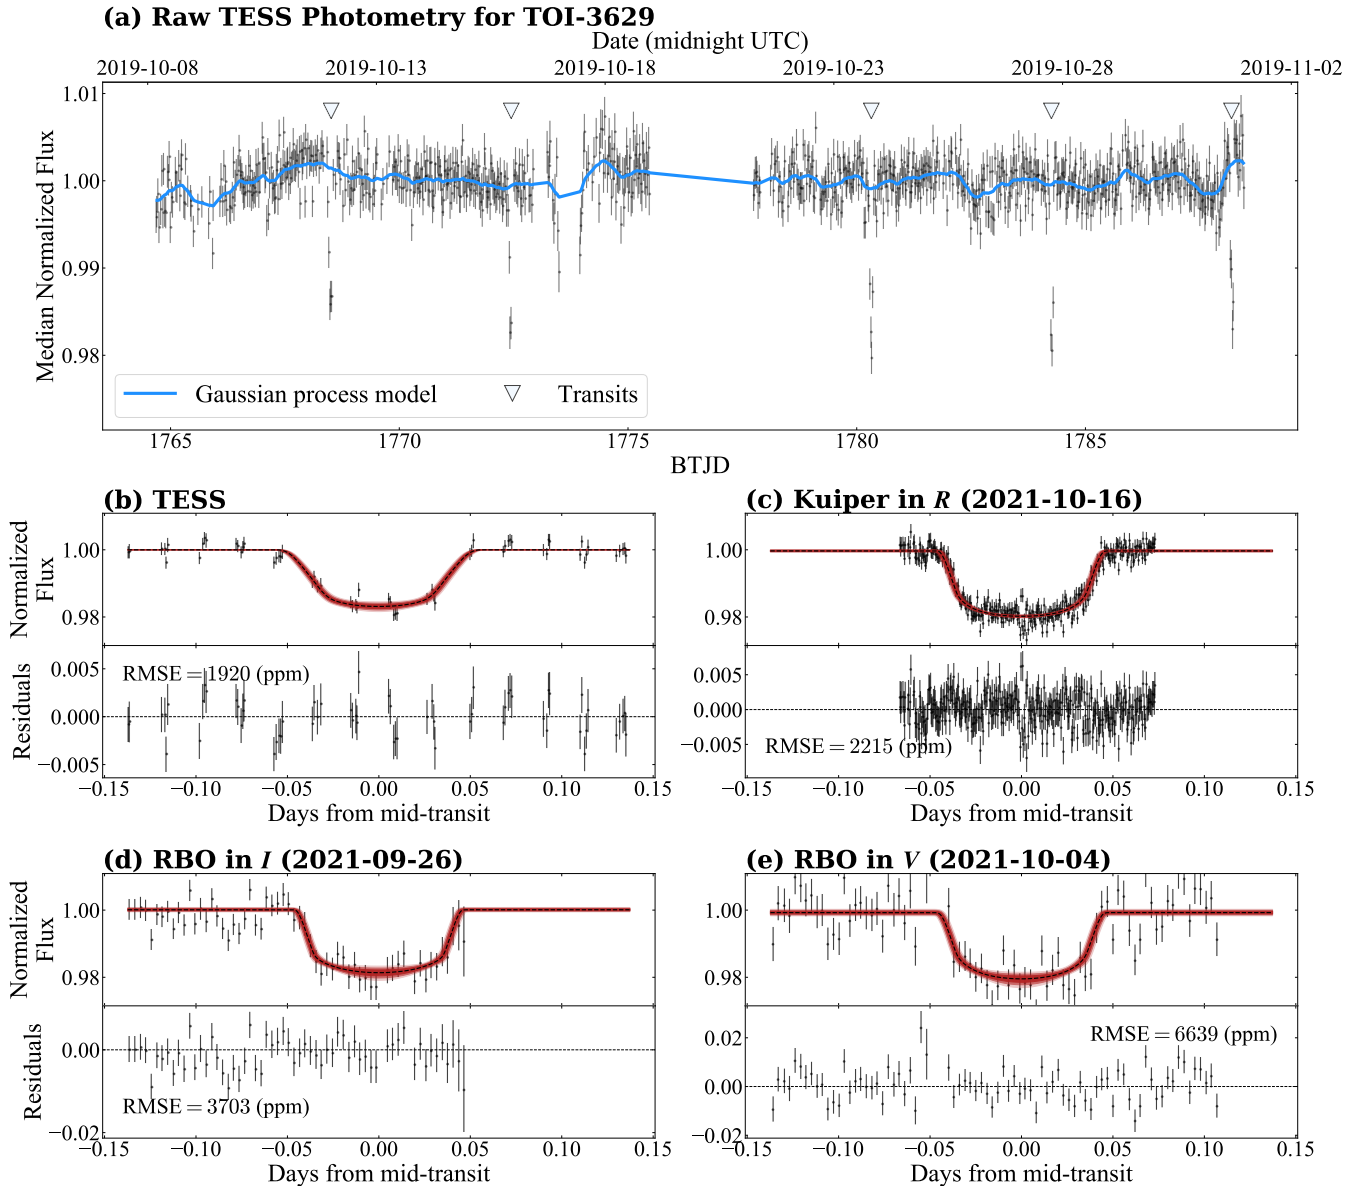 (a) Raw TESS Photometry for TOI-3629
Date (midnight UTC)
2019-10-08 2019-10-13 2019-10-18 2019-10-23 2019-10-28 2019-11-02
Median Normalized Flux
1.01
1.00
0.99
0.98
Gaussian process model Transits
1765 1770 1775 1780 1785
BTJD
(b) TESS
Normalized
Flux
1.00
0.98
Residuals
0.005
0.000
−0.005
RMSE = 1920 (ppm)
−0.15 −0.10 −0.05 0.00 0.05 0.10 0.15
Days from mid-transit
(c) Kuiper in R (2021-10-16)
1.00
0.98
0.005
0.000
−0.005
RMSE = 2215 (ppm)
−0.15 −0.10 −0.05 0.00 0.05 0.10 0.15
Days from mid-transit
(d) RBO in I (2021-09-26)
Normalized
Flux
1.00
0.98
Residuals
0.00
−0.02
RMSE = 3703 (ppm)
−0.15 −0.10 −0.05 0.00 0.05 0.10 0.15
Days from mid-transit
(e) RBO in V (2021-10-04)
1.00
0.98
0.02
0.00
−0.02
RMSE = 6639 (ppm)
−0.15 −0.10 −0.05 0.00 0.05 0.10 0.15
Days from mid-transit